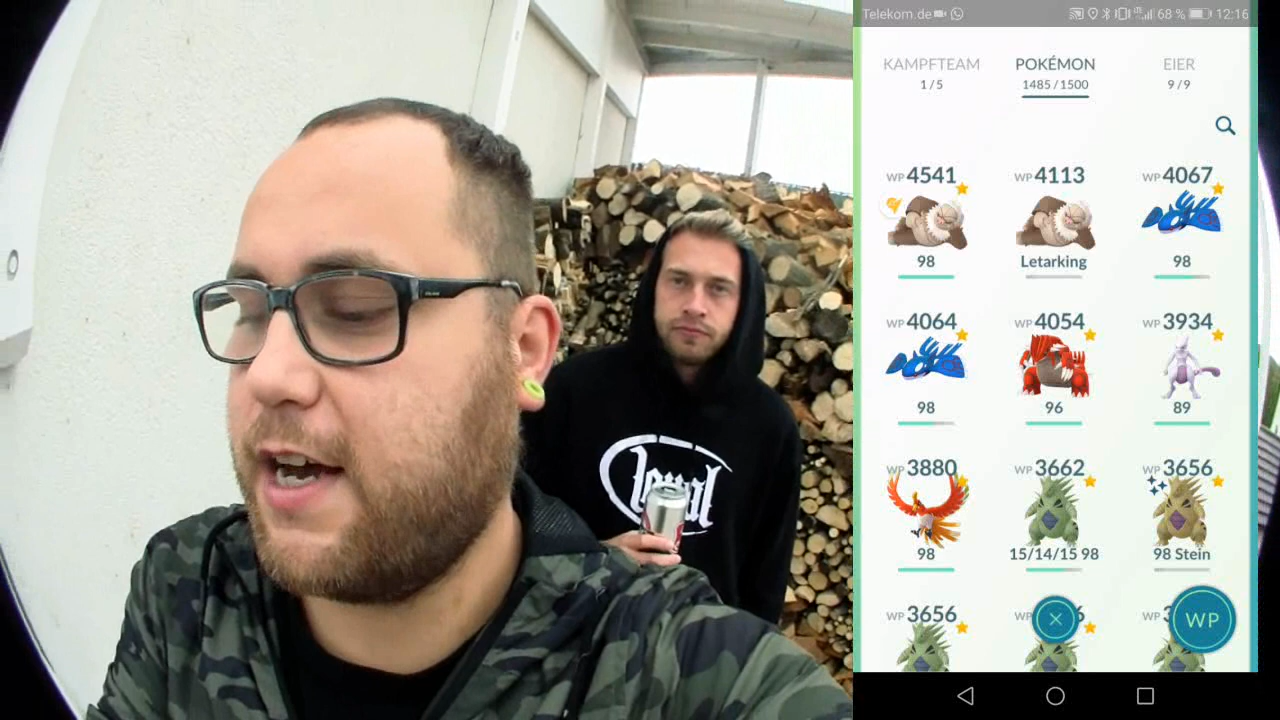 Telekom.de
68 %
12:16
KAMPFTEAM
1/5
POKÉMON
1485/1500
EIER
9/9
WP 4541
98
WP 4113
Letarking
WP 4067
98
WP 4064
98
WP 4054
96
WP 3934
89
WP 3880
98
WP 3662
15/14/15 98
WP 3656
98 Stein
WP 3656
WP
WP
WP